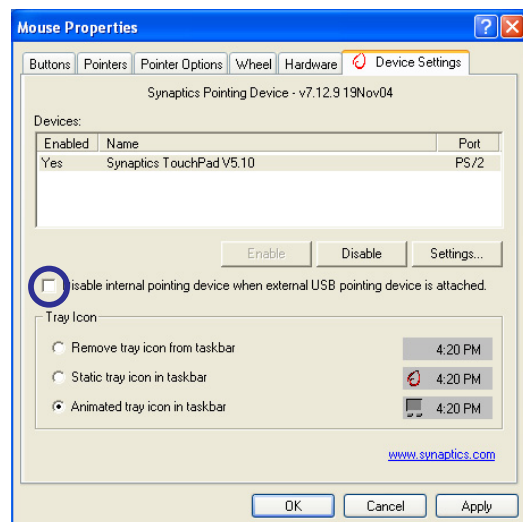 Mouse Properties
Buttons Pointers Pointer Options Wheel Hardware Device Settings
Synaptics Pointing Device - v7.12.9 19Nov04
Devices:
Enabled Name Port
Yes Synaptics TouchPad V5.10 PS/2
Enable Disable Settings...
Disable internal pointing device when external USB pointing device is attached.
Tray Icon
Remove tray icon from taskbar 4:20 PM
Static tray icon in taskbar 4:20 PM
Animated tray icon in taskbar 4:20 PM
www.synaptics.com
OK Cancel Apply